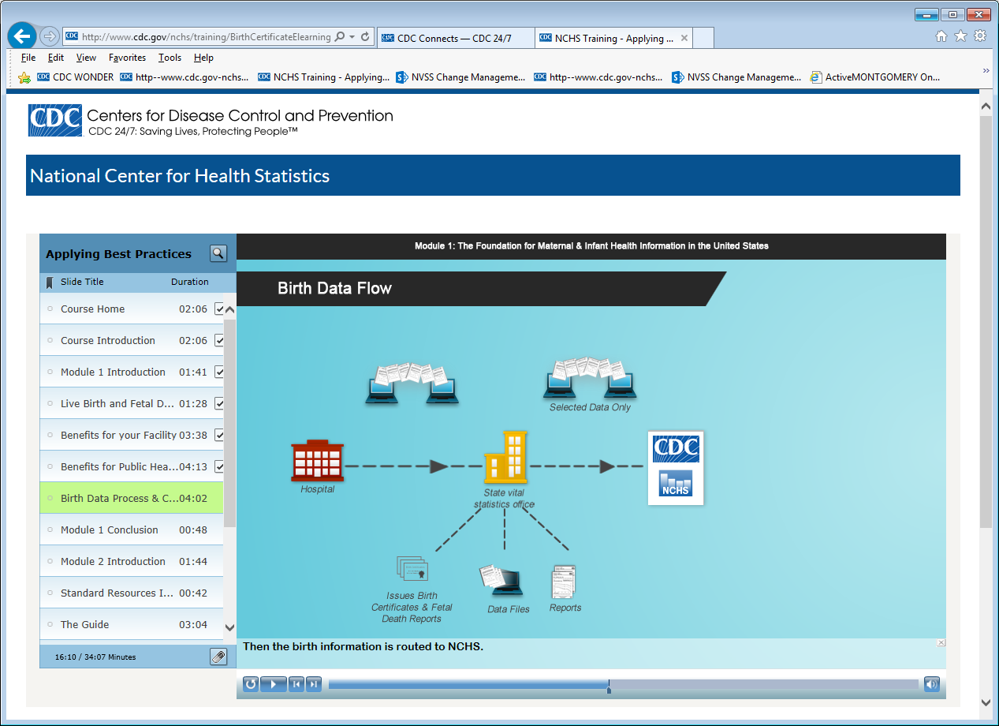 http://www.cdc.gov/nchs/training/BirthCertificateElearning
CDC Connects — CDC 24/7
NCHS Training - Applying ...
File Edit View Favorites Tools Help
CDC WONDER
http--www.cdc.gov-nchs...
NCHS Training - Applying...
NVSS Change Manageme...
http--www.cdc.gov-nchs...
NVSS Change Manageme...
ActiveMONTGOMERY On...
CDC
Centers for Disease Control and Prevention
CDC 24/7: Saving Lives, Protecting People™
National Center for Health Statistics
Applying Best Practices
Slide Title Duration
Course Home 02:06
Course Introduction 02:06
Module 1 Introduction 01:41
Live Birth and Fetal D... 01:28
Benefits for your Facility 03:38
Benefits for Public Hea... 04:13
Birth Data Process & C... 04:02
Module 1 Conclusion 00:48
Module 2 Introduction 01:44
Standard Resources I... 00:42
The Guide 03:04
16:10 / 34:07 Minutes
Module 1: The Foundation for Maternal & Infant Health Information in the United States
Birth Data Flow
Selected Data Only
Hospital
State vital
statistics office
CDC
NCHS
Issues Birth
Certificates & Fetal
Death Reports
Data Files
Reports
Then the birth information is routed to NCHS.